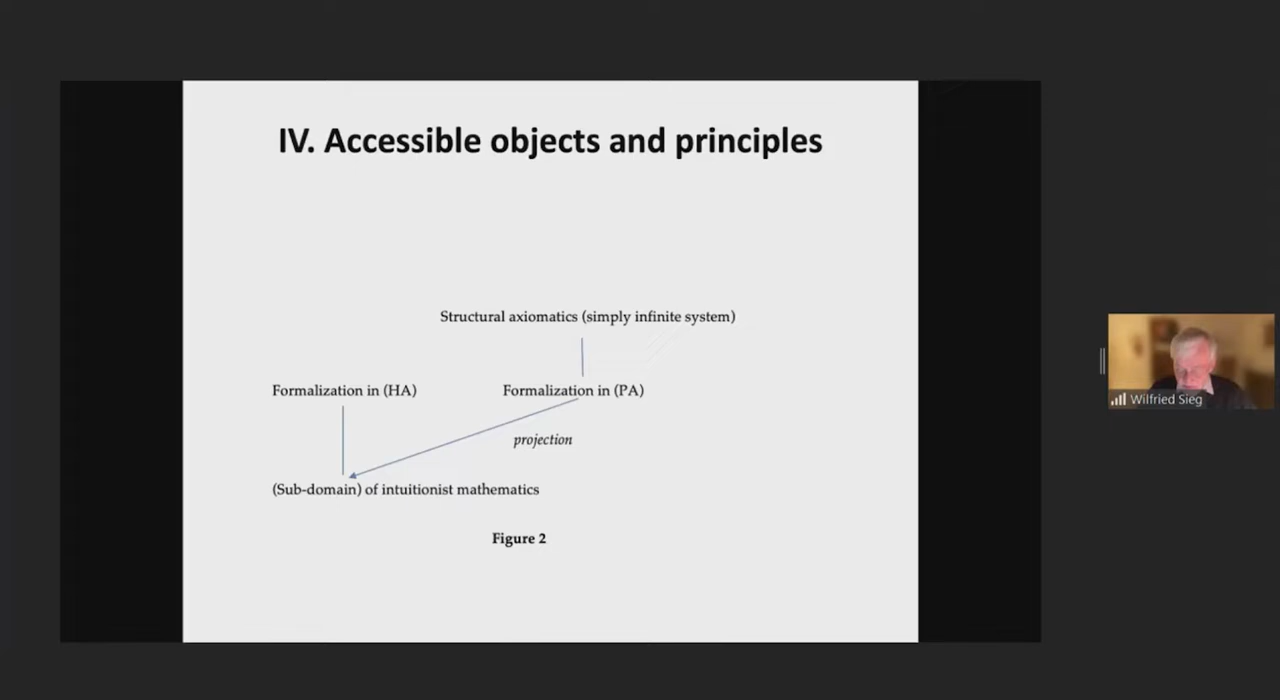 IV. Accessible objects and principles
Structural axiomatics (simply infinite system)
Formalization in (HA)
Formalization in (PA)
projection
(Sub-domain) of intuitionist mathematics
Figure 2
Wilfried Sieg